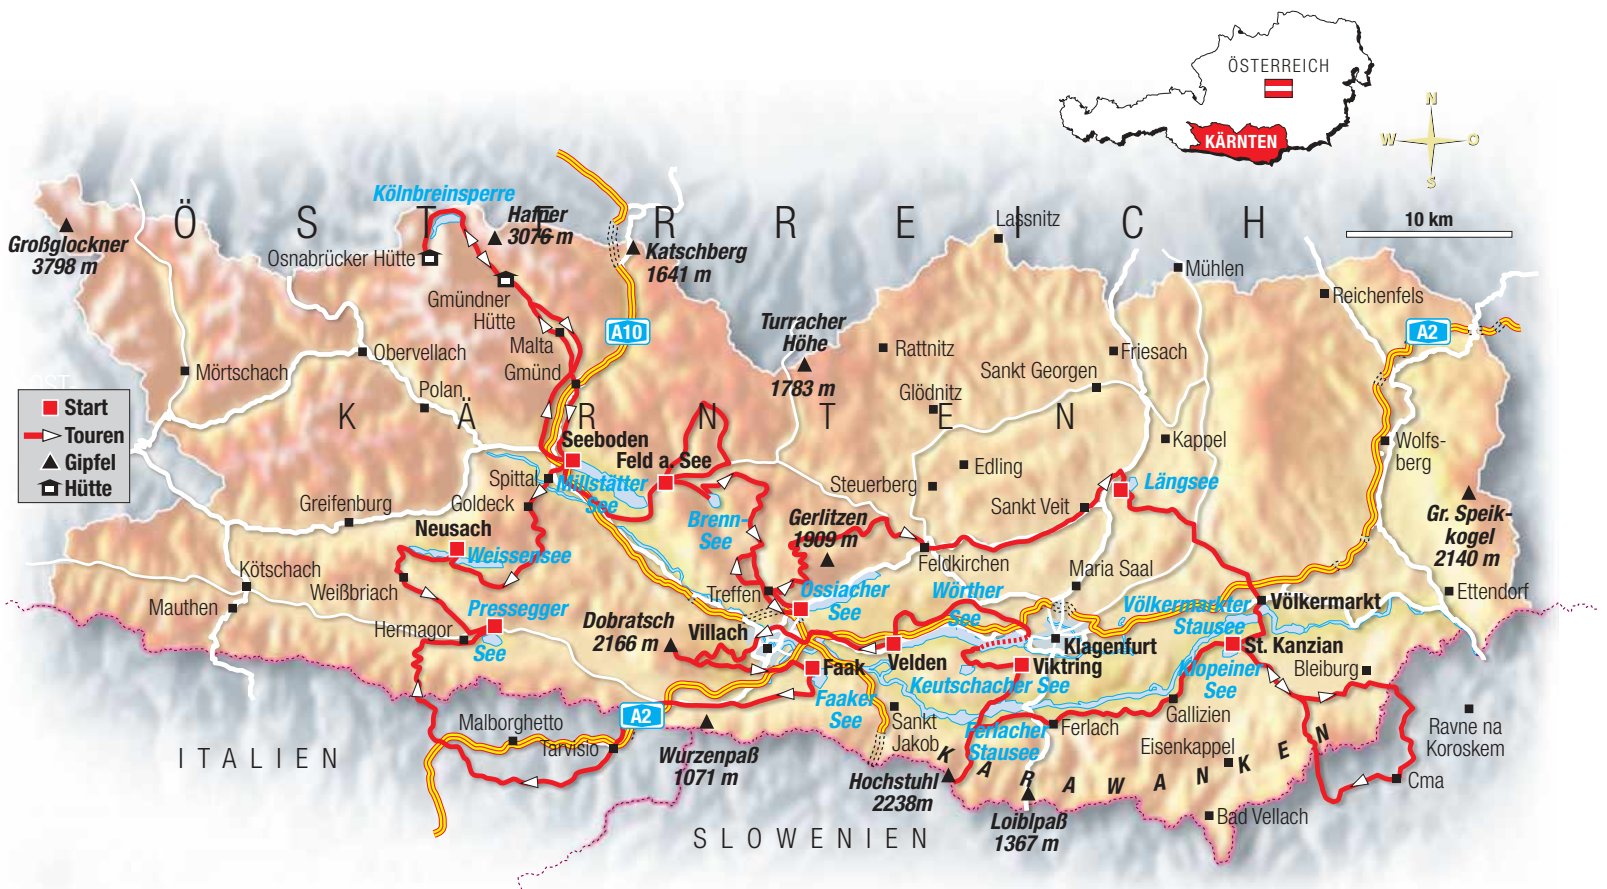 ÖSTERREICH
KÄRNTEN
N
W
O
S
10 km
Kölnbreinsperre
ÖSTERREICH
Großglockner
3798 m
Osnabrücker Hütte
Hafner
3076 m
Katschberg
1641 m
Lassnitz
Mühlen
Reichenfels
Gmündner
Hütte
A10
Turracher
Höhe
1783 m
A2
Malta
Obervellach
Mörtschach
Gmünd
Rattnitz
Friesach
Sankt Georgen
Polan
Glödnitz
Start
Touren
Gipfel
Hütte
KÄRNTEN
Seeboden
Feld a. See
Kappel
Wolfs-
berg
Edling
Spittal
Millstätter
See
Steuerberg
Längsee
Greifenburg
Goldeck
Sankt Veit
Gr. Speik-
kogel
2140 m
Neusach
Weissensee
Brenn-
See
Gerlitzen
1909 m
Feldkirchen
Kötschach
Weißbriach
Maria Saal
Ettendorf
Mauthen
Treffen
Ossiacher
See
Wörther
See
Völkermarkter
Stausee
Völkermarkt
Pressegger
See
Hermagor
Dobratsch
2166 m
Villach
Klagenfurt
St. Kanzian
Velden
Viktring
Faak
Bleiburg
Klopeiner
See
Keutschacher See
Faaker
See
Gallizien
A2
Malborghetto
Tarvisio
Sankt
Jakob
Ferlacher
Stausee
Ferlach
Eisenkappel
Ravne na
Koroskem
ITALIEN
Wurzenpaß
1071 m
KARAWANKEN
Hochstuhl
2238m
Cma
Loiblpaß
1367 m
Bad Vellach
SLOWENIEN